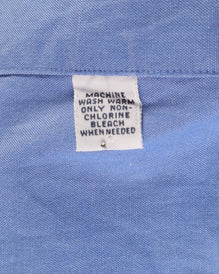 MACHINE
WASH WARM
ONLY NON-
CHLORINE
BLEACH
WHEN NEEDED